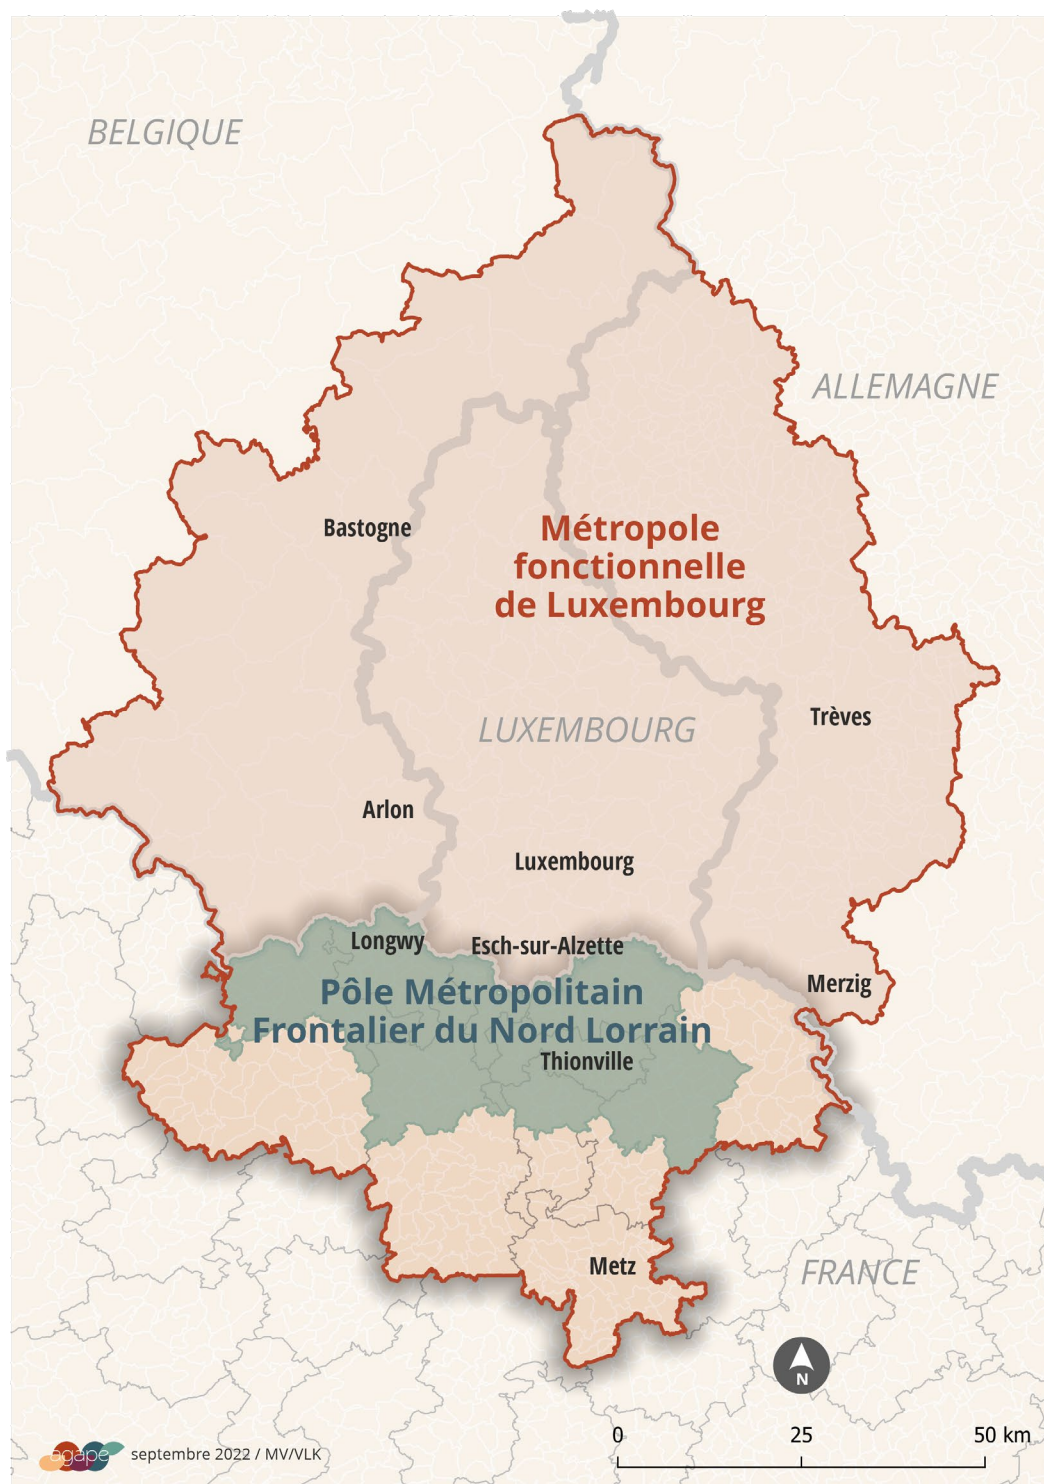 BELGIQUE
ALLEMAGNE
Bastogne
Métropole
fonctionnelle
de Luxembourg
Trèves
LUXEMBOURG
Arlon
Luxembourg
Longwy
Esch-sur-Alzette
Merzig
Pôle Métropolitain
Frontalier du Nord Lorrain
Thionville
Metz
FRANCE
N
0 25 50 km
agape septembre 2022 / MV/VLK